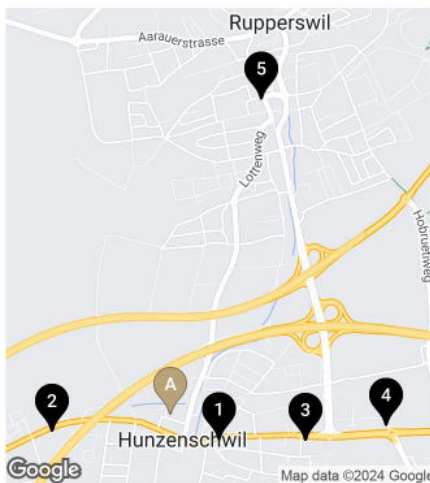 Rupperswil
Aarauerstrasse
5
Lottenweg
Hobruetiweg
A
2
1
3
4
Hunzenschwil
Google
Map data ©2024 Google